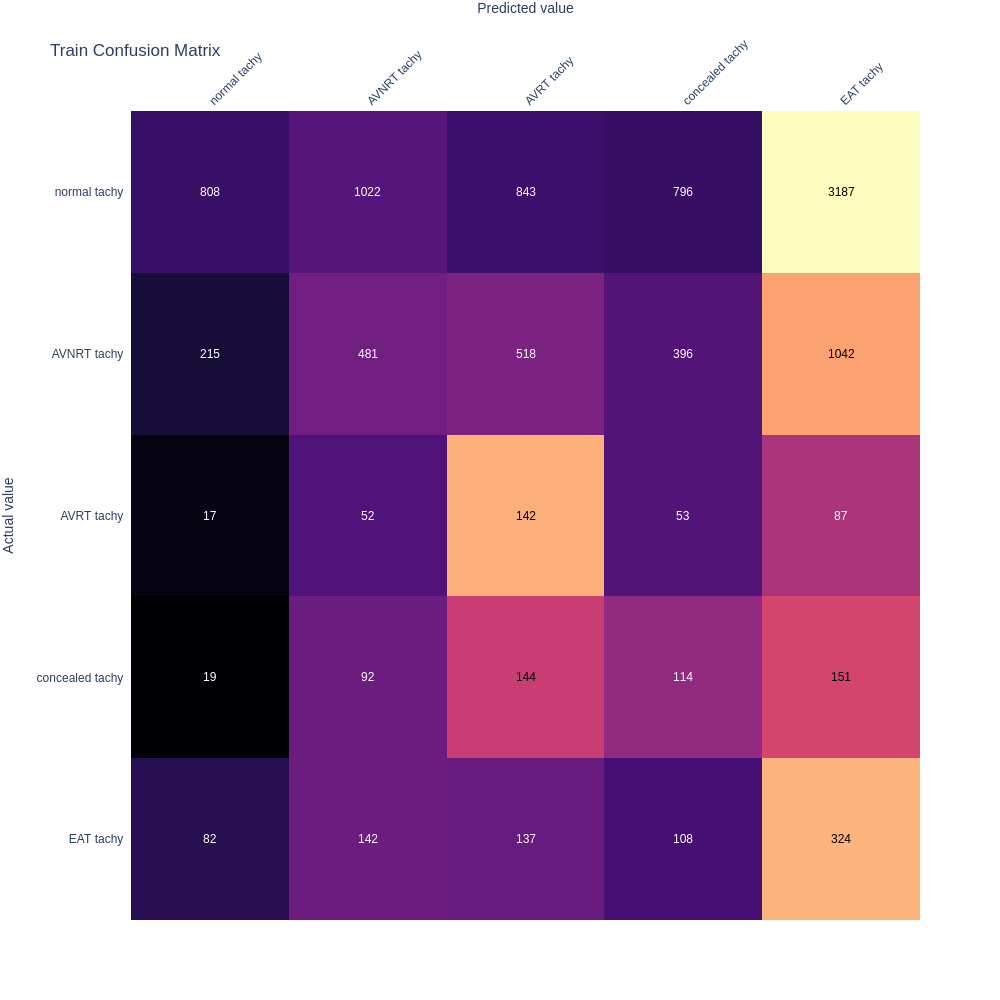 Predicted value
Train Confusion Matrix
normal tachy
AVNRT tachy
AVRT tachy
concealed tachy
EAT tachy
normal tachy 808 1022 843 796 3187
AVNRT tachy 215 481 518 396 1042
Actual value
AVRT tachy 17 52 142 53 87
concealed tachy 19 92 144 114 151
EAT tachy 82 142 137 108 324